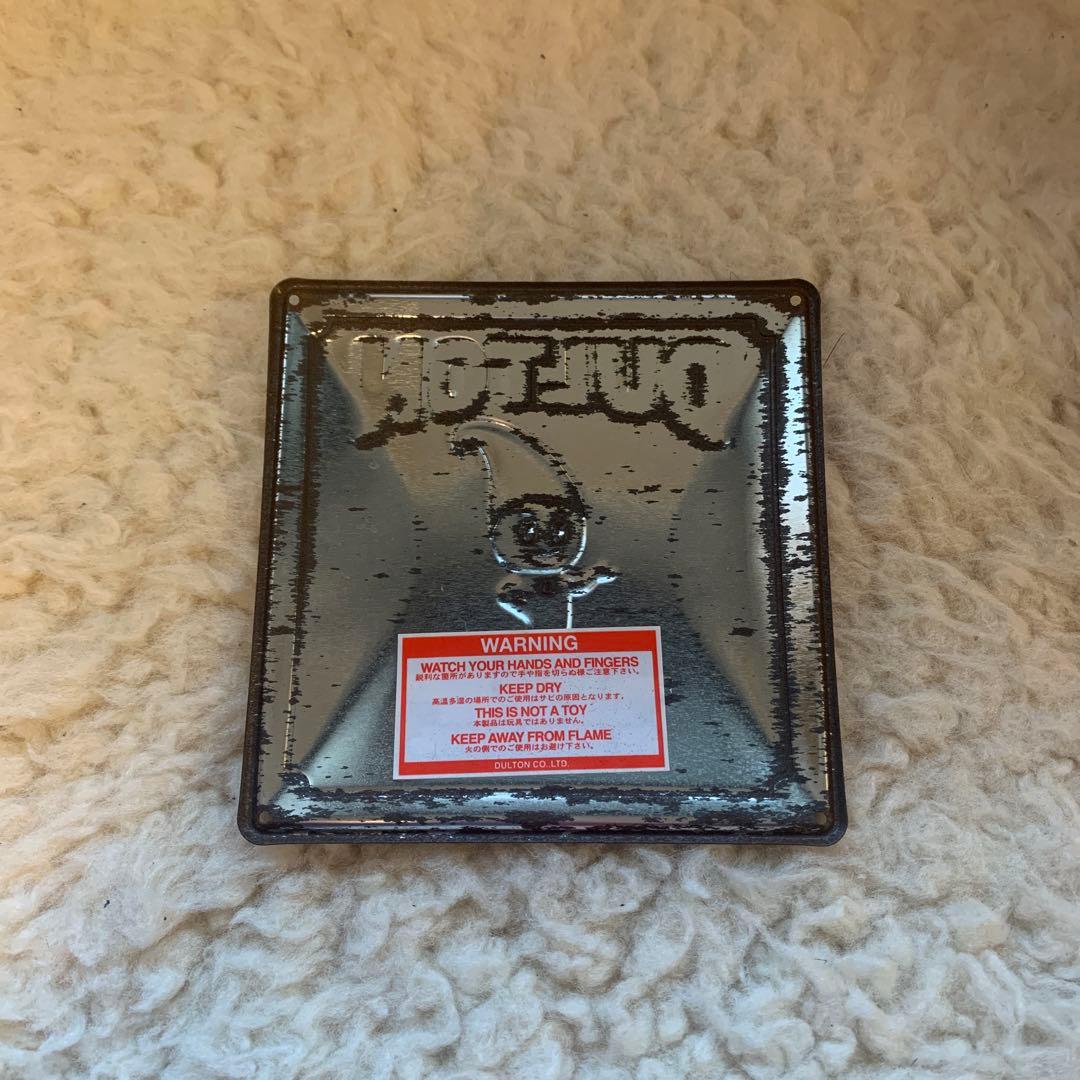 WARNING
WATCH YOUR HANDS AND FINGERS
鋭利な箇所がありますので手や指を切らぬ様ご注意下さい。
KEEP DRY
高温多湿の場所でのご使用はサビの原因となります。
THIS IS NOT A TOY
本製品は玩具ではありません。
KEEP AWAY FROM FLAME
火の側でのご使用はお避け下さい。
DULTON CO.,LTD.